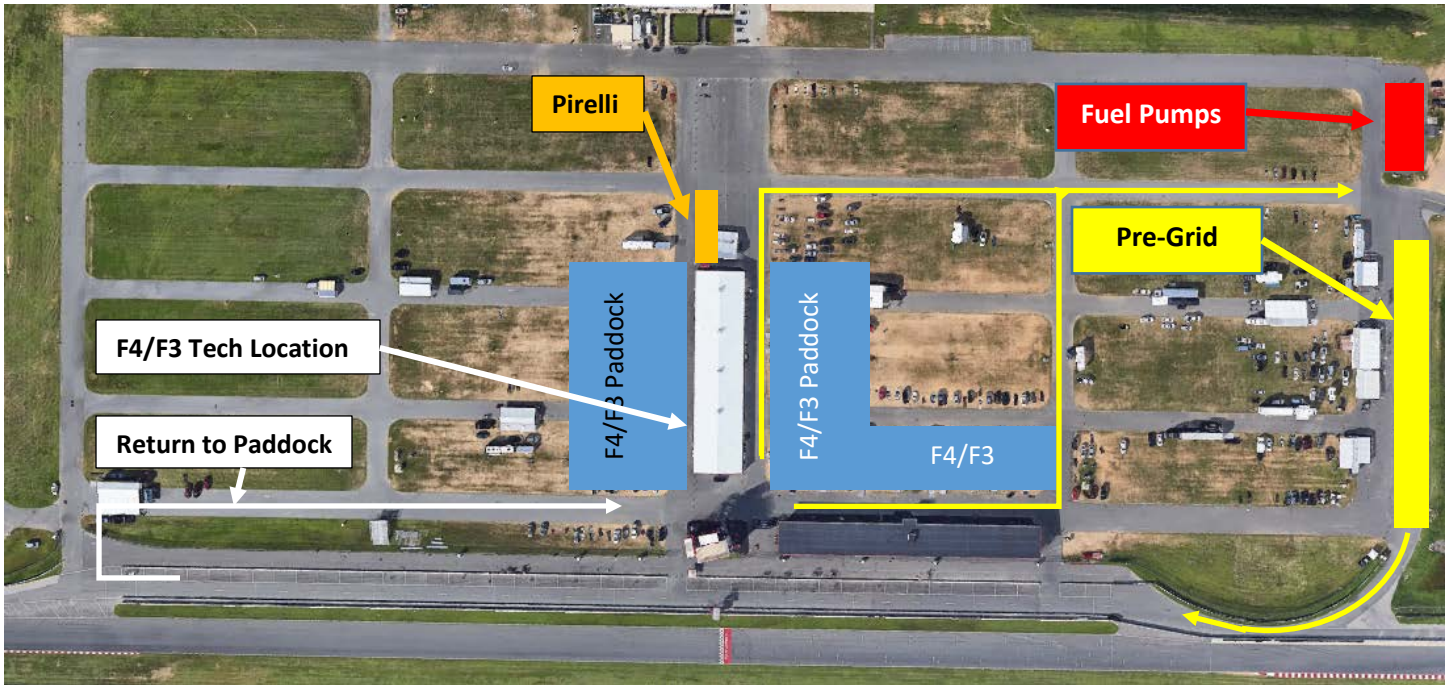 Pirelli
Fuel Pumps
Pre-Grid
F4/F3 Tech Location
F4/F3 Paddock
F4/F3 Paddock
Return to Paddock
F4/F3